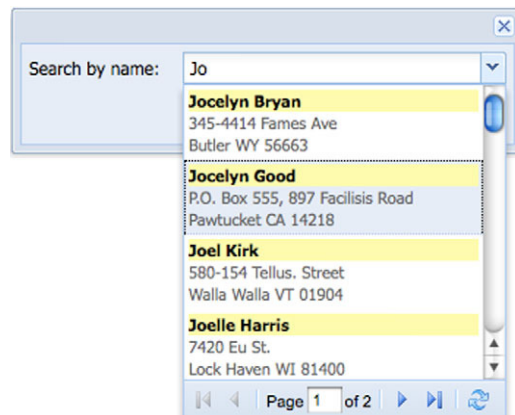 Search by name: Jo
Jocelyn Bryan
345-4414 Fames Ave
Butler WY 56663
Jocelyn Good
P.O. Box 555, 897 Facilisis Road
Pawtucket CA 14218
Joel Kirk
580-154 Tellus. Street
Walla Walla VT 01904
Joelle Harris
7420 Eu St.
Lock Haven WI 81400
Page 1 of 2